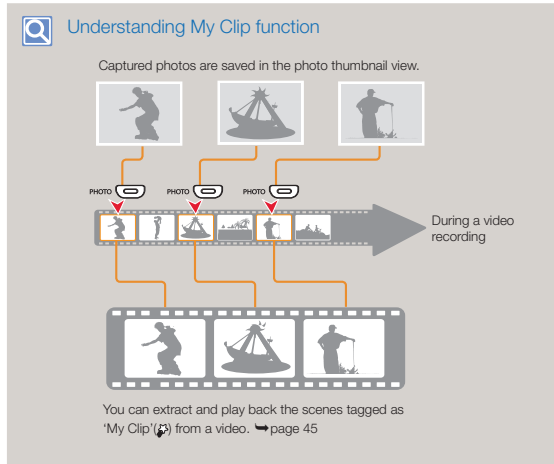 Understanding My Clip function
Captured photos are saved in the photo thumbnail view.
PHOTO PHOTO PHOTO
During a video
recording
You can extract and play back the scenes tagged as
‘My Clip’( ) from a video. ➥page 45